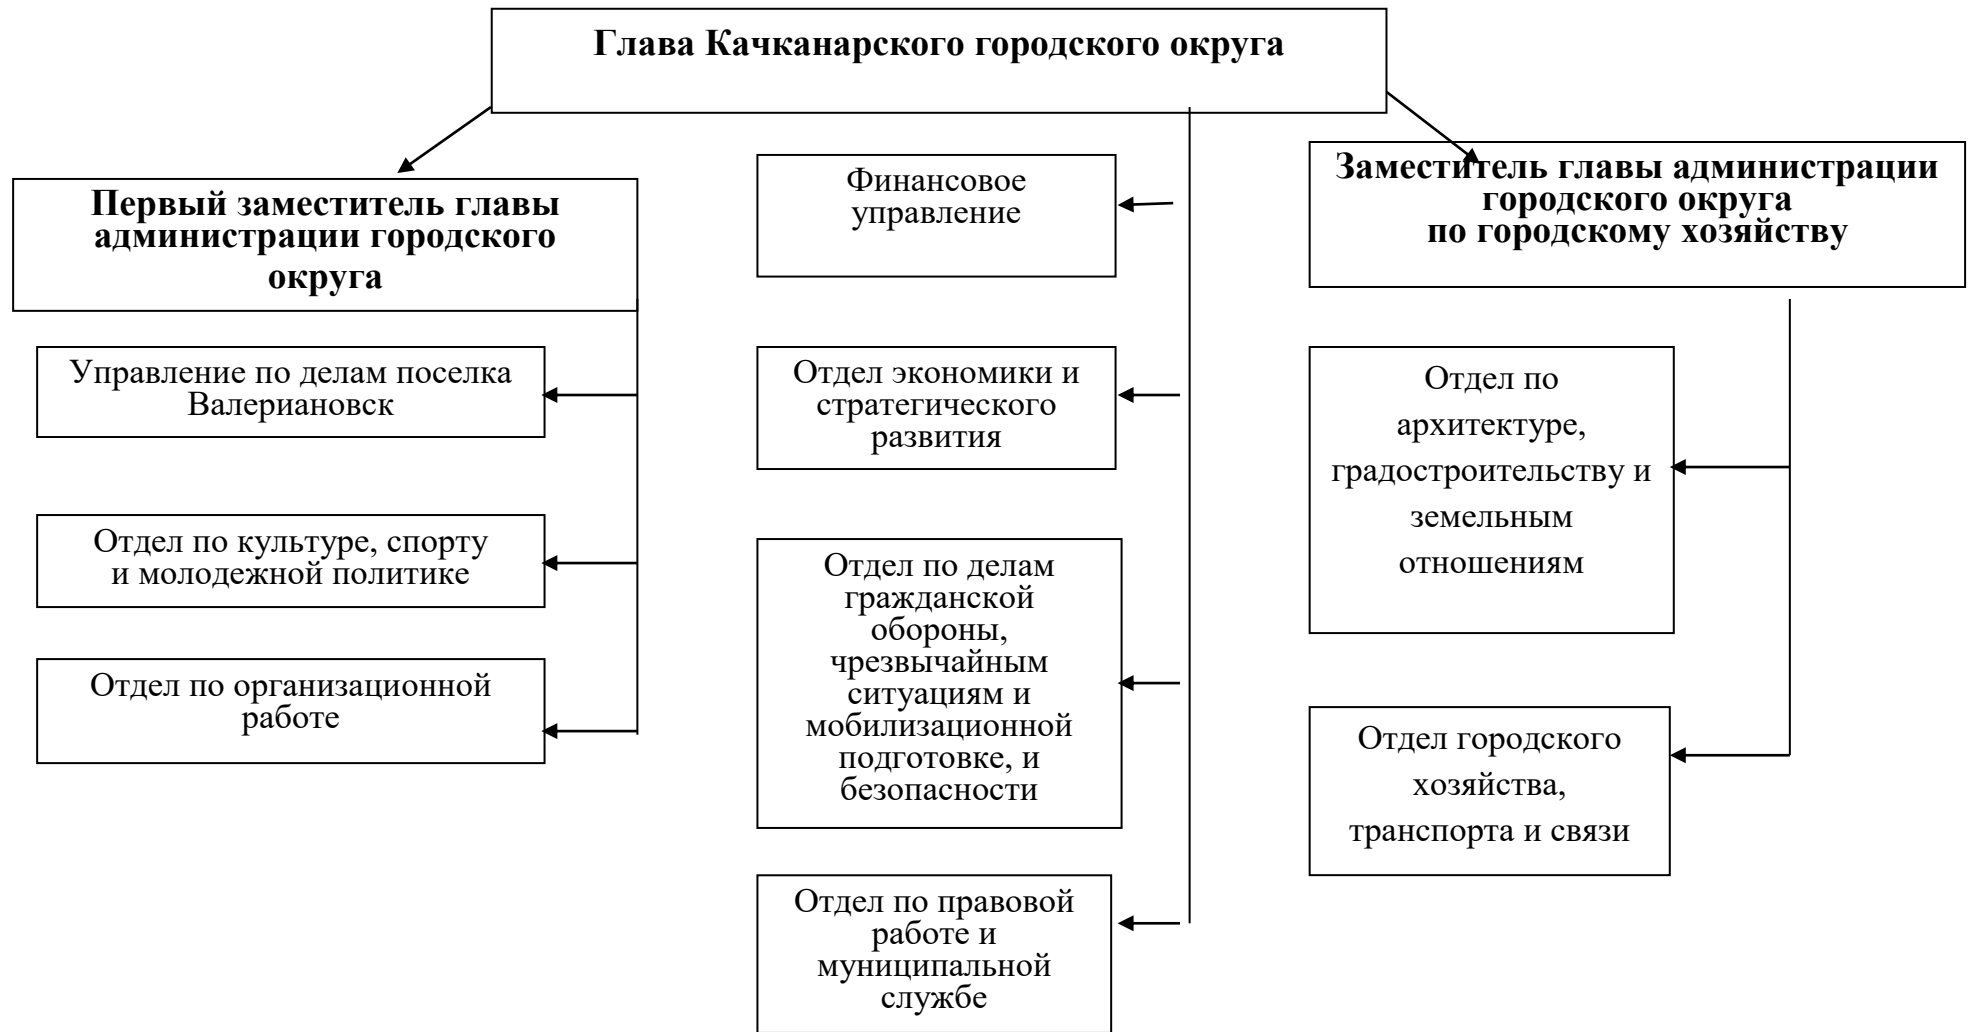 Глава Качканарского городского округа
Первый заместитель главы
администрации городского
округа
Управление по делам поселка
Валериановск
Отдел по культуре, спорту
и молодежной политике
Отдел по организационной
работе
Финансовое
управление
Отдел экономики и
стратегического
развития
Отдел по делам
гражданской
обороны,
чрезвычайным
ситуациям и
мобилизационной
подготовке, и
безопасности
Отдел по правовой
работе и
муниципальной
службе
Заместитель главы администрации
городского округа
по городскому хозяйству
Отдел по
архитектуре,
градостроительству и
земельным
отношениям
Отдел городского
хозяйства,
транспорта и связи